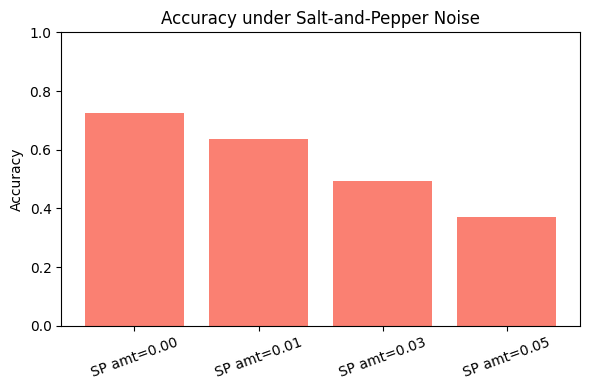 Accuracy under Salt-and-Pepper Noise
1.0
0.8
0.6
0.4
0.2
0.0
Accuracy
SP amt=0.00
SP amt=0.01
SP amt=0.03
SP amt=0.05